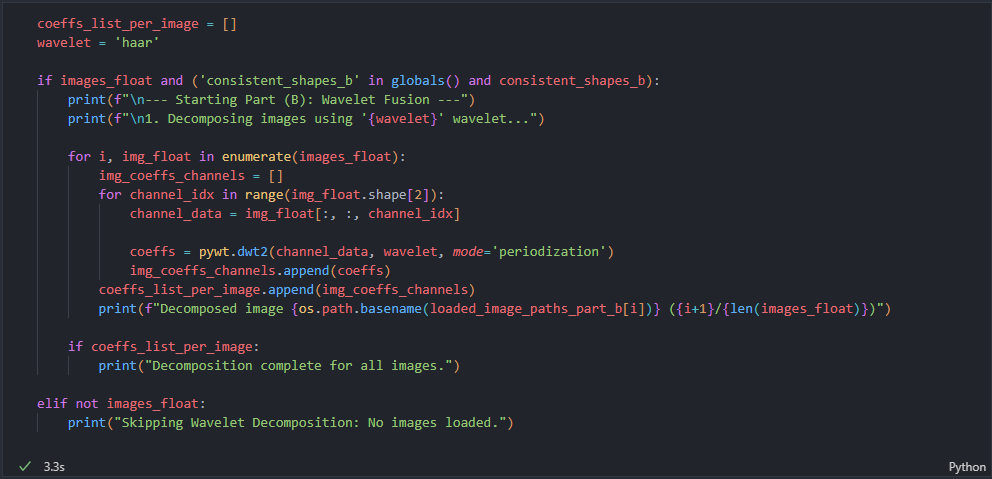 coeffs_list_per_image = []
wavelet = 'haar'
if images_float and ('consistent_shapes_b' in globals() and consistent_shapes_b):
    print(f"\n--- Starting Part (B): Wavelet Fusion ---")
    print(f"\n1. Decomposing images using '{wavelet}' wavelet...")
    for i, img_float in enumerate(images_float):
        img_coeffs_channels = []
        for channel_idx in range(img_float.shape[2]):
            channel_data = img_float[:, :, channel_idx]
            coeffs = pywt.dwt2(channel_data, wavelet, mode='periodization')
            img_coeffs_channels.append(coeffs)
        coeffs_list_per_image.append(img_coeffs_channels)
        print(f"Decomposed image {os.path.basename(loaded_image_paths_part_b[i])} ({i+1}/{len(images_float)})")
    if coeffs_list_per_image:
        print("Decomposition complete for all images.")
elif not images_float:
    print("Skipping Wavelet Decomposition: No images loaded.")
3.3s
Python